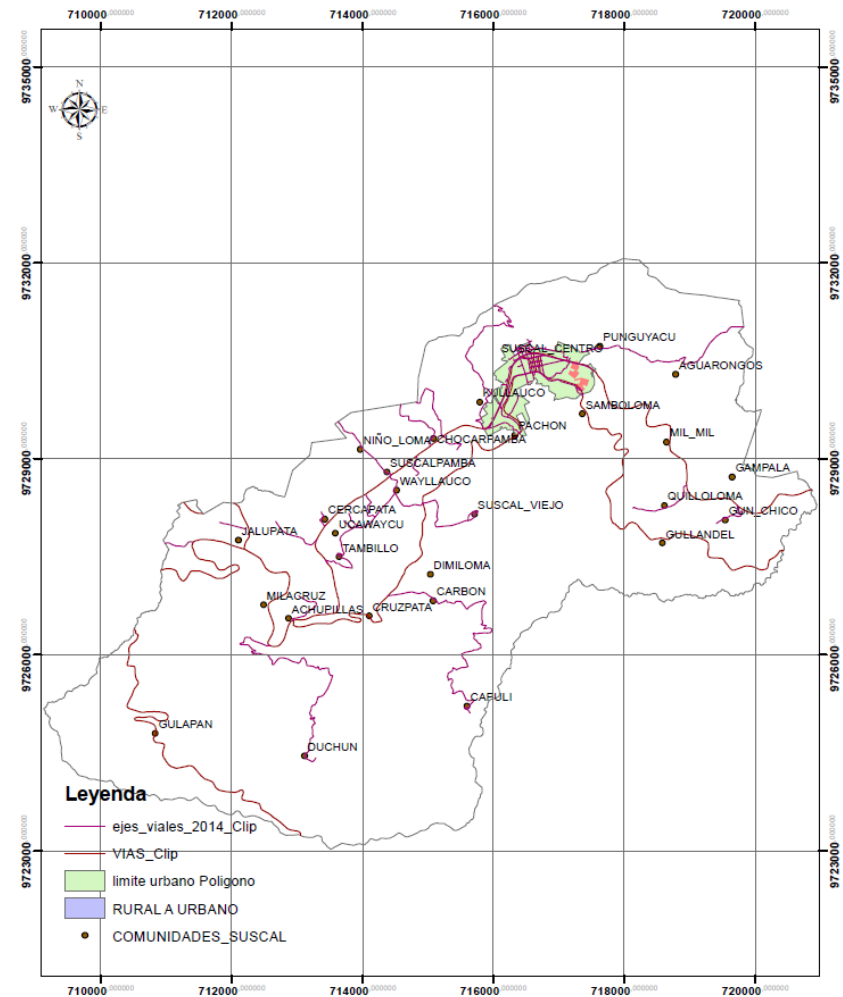 710000.000000 712000.000000 714000.000000 716000.000000 718000.000000 720000.000000
9735000.000000 9735000.000000
N
W E
S
9732000.000000 9732000.000000
PUNGUYACU
SUSCAL_CENTRO
AGUARONGOS
KULLAUCO
SAMBOLOMA
PACHON
MIL_MIL
NIÑO_LOMA CHOCARPAMBA
9729000.000000 9729000.000000
SUSCALPAMBA
GAMPALA
WAYLLAUCO
QUILLOLOMA
SUSCAL_VIEJO
CERCAPATA
GUN_CHICO
UCAWAYCU
JALUPATA
GULLANDEL
TAMBILLO
DIMILOMA
CARBON
MILAGRUZ
ACHUPILLAS CRUZPATA
9726000.000000 9726000.000000
CAFULI
GULAPAN
DUCHUN
Leyenda
ejes_viales_2014_Clip
VIAS_Clip
9723000.000000 9723000.000000
limite urbano Poligono
RURAL A URBANO
COMUNIDADES_SUSCAL
710000.000000 712000.000000 714000.000000 716000.000000 718000.000000 720000.000000